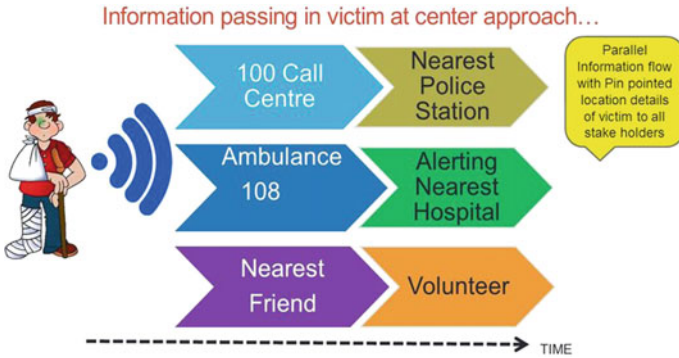 Information passing in victim at center approach...
100 Call
Centre
Nearest
Police
Station
Parallel
Information flow
with Pin pointed
location details
of victim to all
stake holders
Ambulance
108
Alerting
Nearest
Hospital
Nearest
Friend
Volunteer
TIME